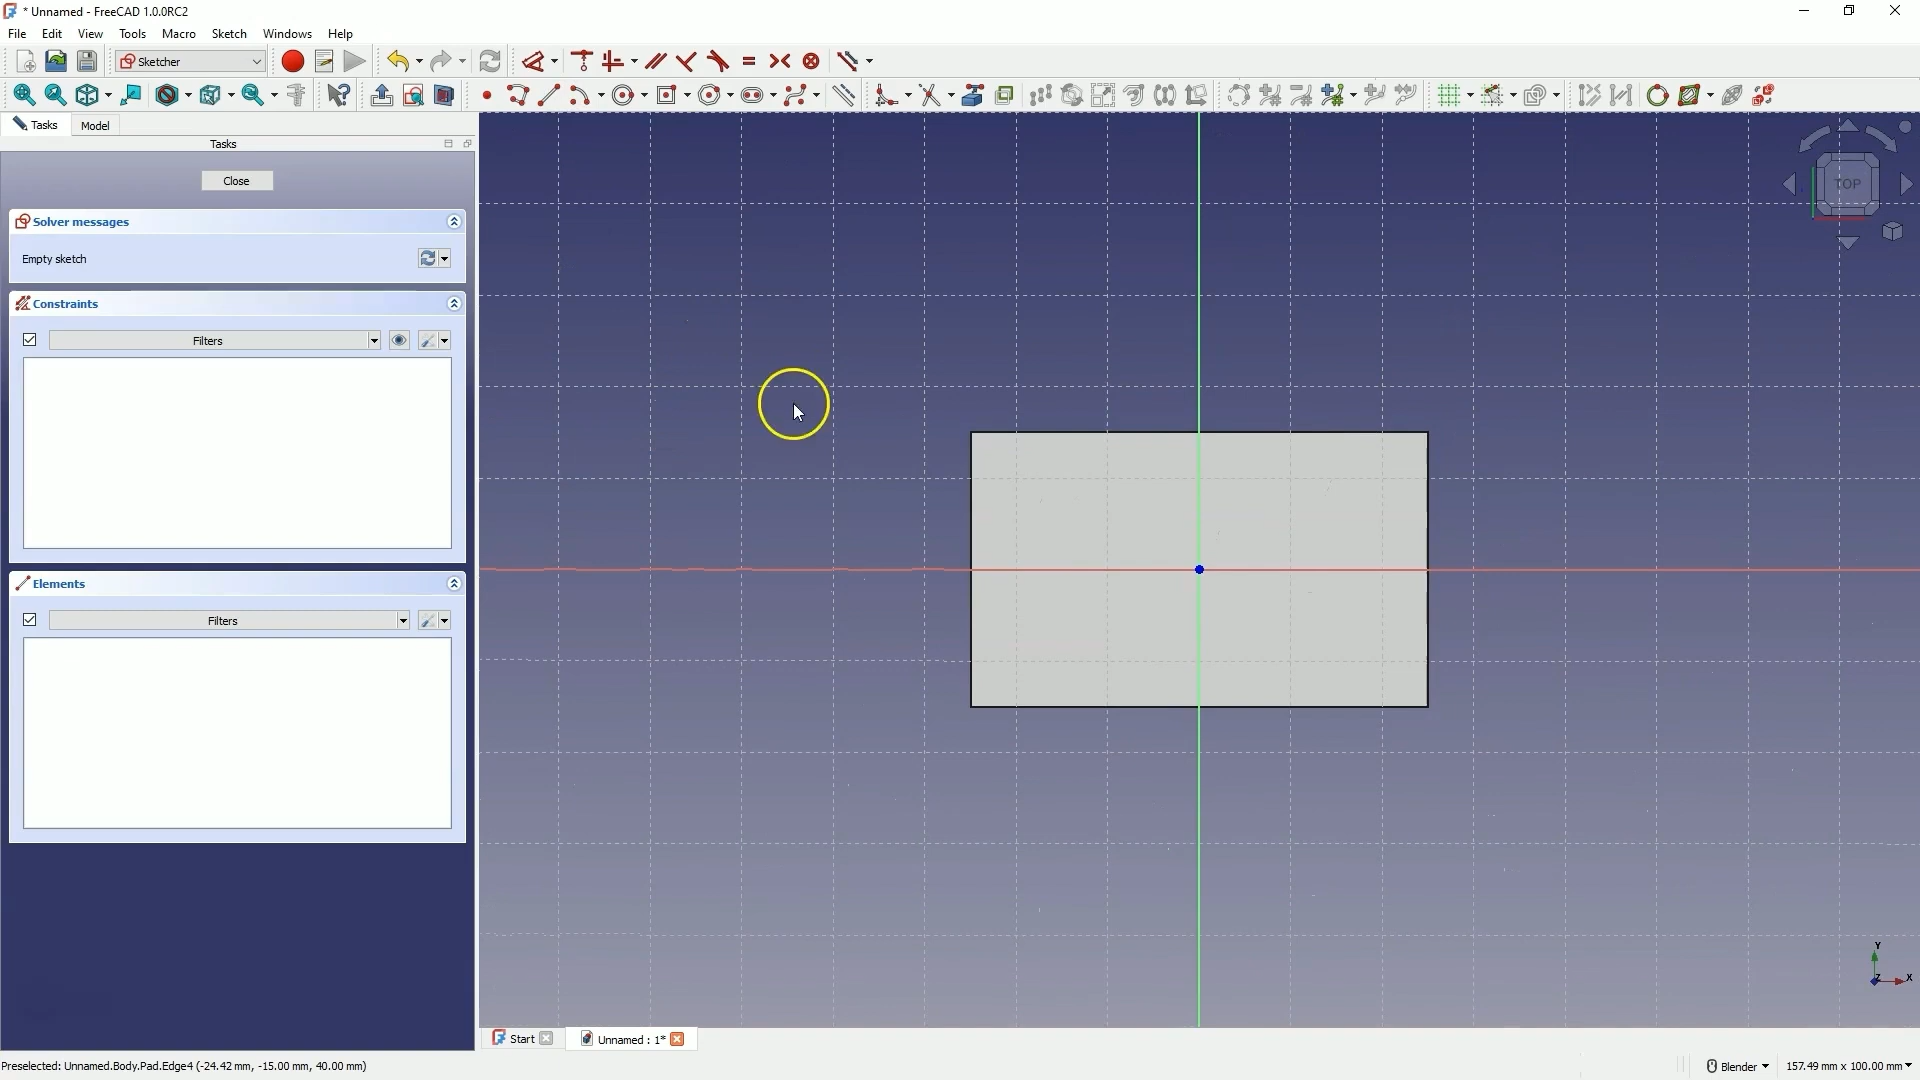 * Unnamed - FreeCAD 1.0.0RC2
File Edit View Tools Macro Sketch Windows Help
Sketcher
Tasks Model
Tasks
Close
Solver messages
Empty sketch
Constraints
Filters
Elements
Filters
TOP
Y
Z X
Start Unnamed : 1*
Preselected: Unnamed.Body.Pad.Edge4 (-24.42 mm, -15.00 mm, 40.00 mm) Blender 157.49 mm x 100.00 mm